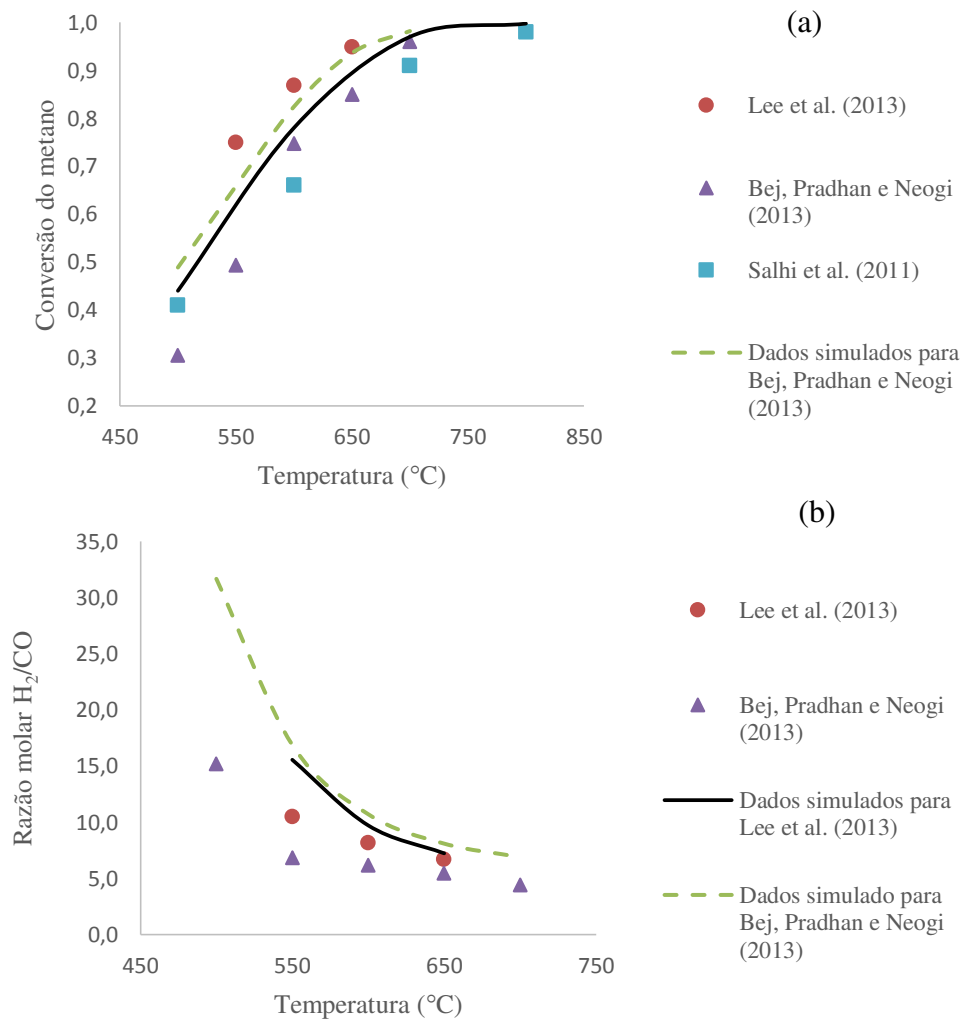 (a)
1,0
0,9
0,8
0,7
0,6
0,5
0,4
0,3
0,2
Conversão do metano
450 550 650 750 850
Temperatura (°C)
Lee et al. (2013)
Bej, Pradhan e Neogi
(2013)
Salhi et al. (2011)
Dados simulados para
Bej, Pradhan e Neogi
(2013)
(b)
35,0
30,0
25,0
20,0
15,0
10,0
5,0
0,0
Razão molar H₂/CO
450 550 650 750
Temperatura (°C)
Lee et al. (2013)
Bej, Pradhan e Neogi
(2013)
Dados simulados para
Lee et al. (2013)
Dados simulado para
Bej, Pradhan e Neogi
(2013)